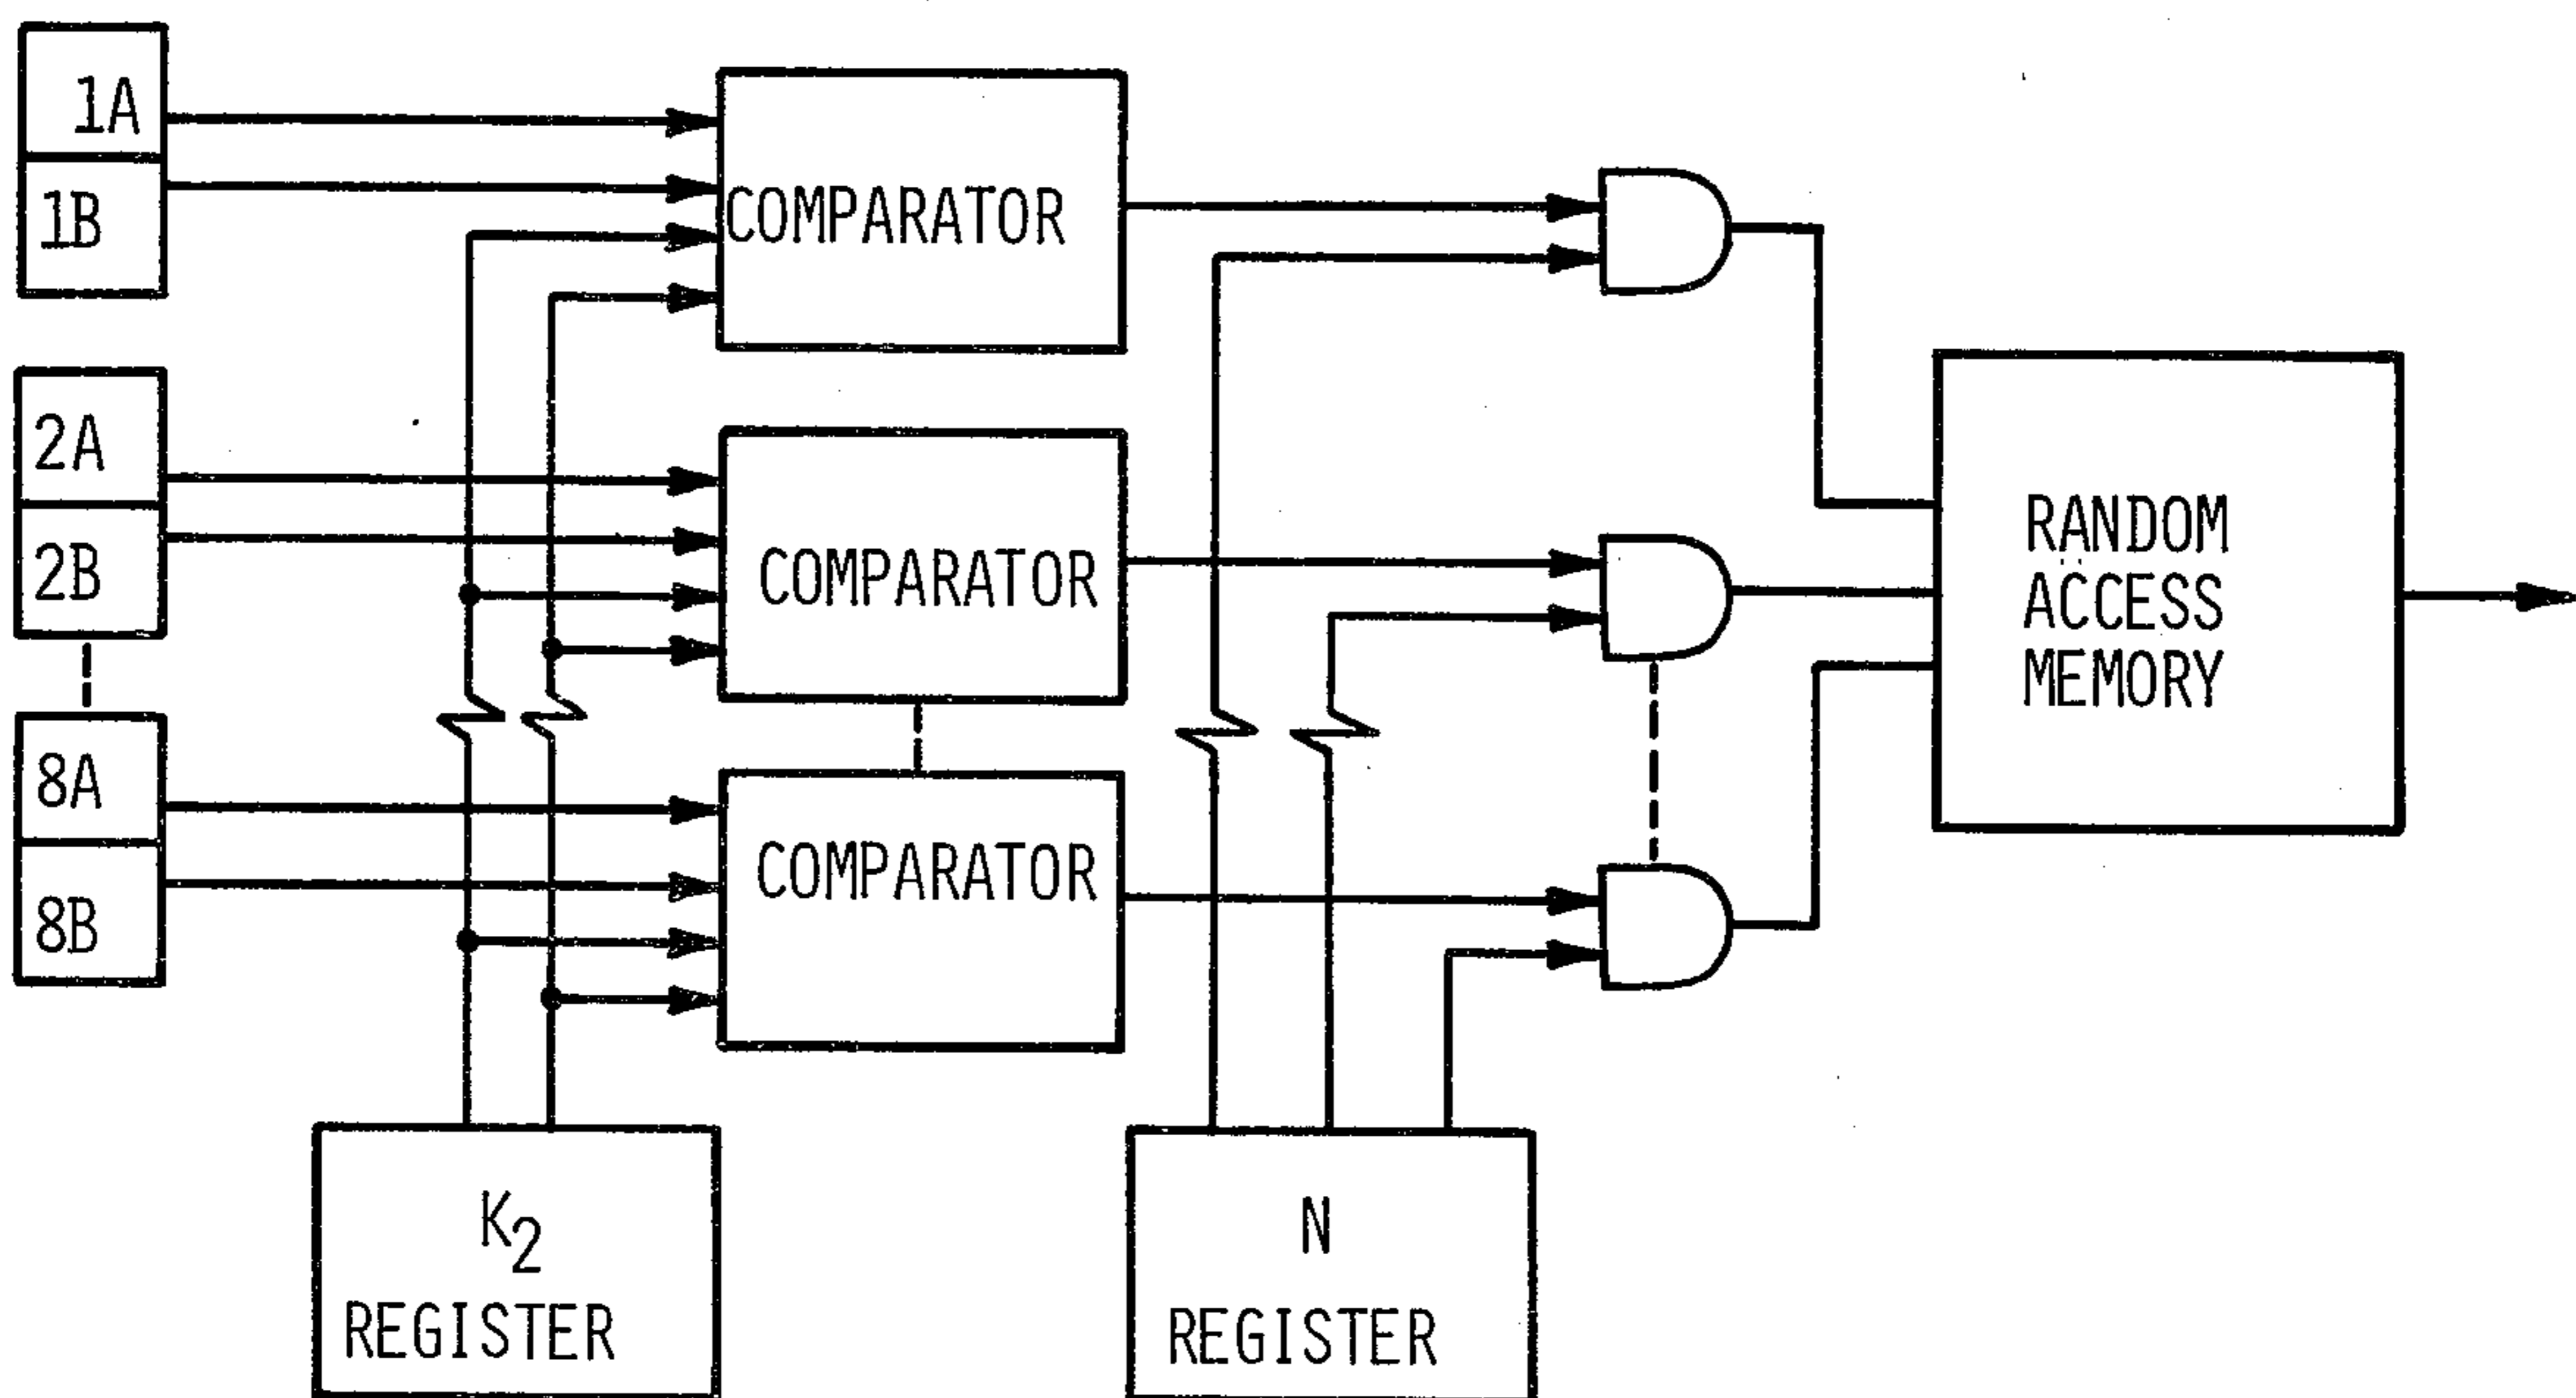 1A
1B
COMPARATOR
2A
2B
COMPARATOR
RANDOM
ACCESS
MEMORY
8A
8B
COMPARATOR
K2
REGISTER
N
REGISTER